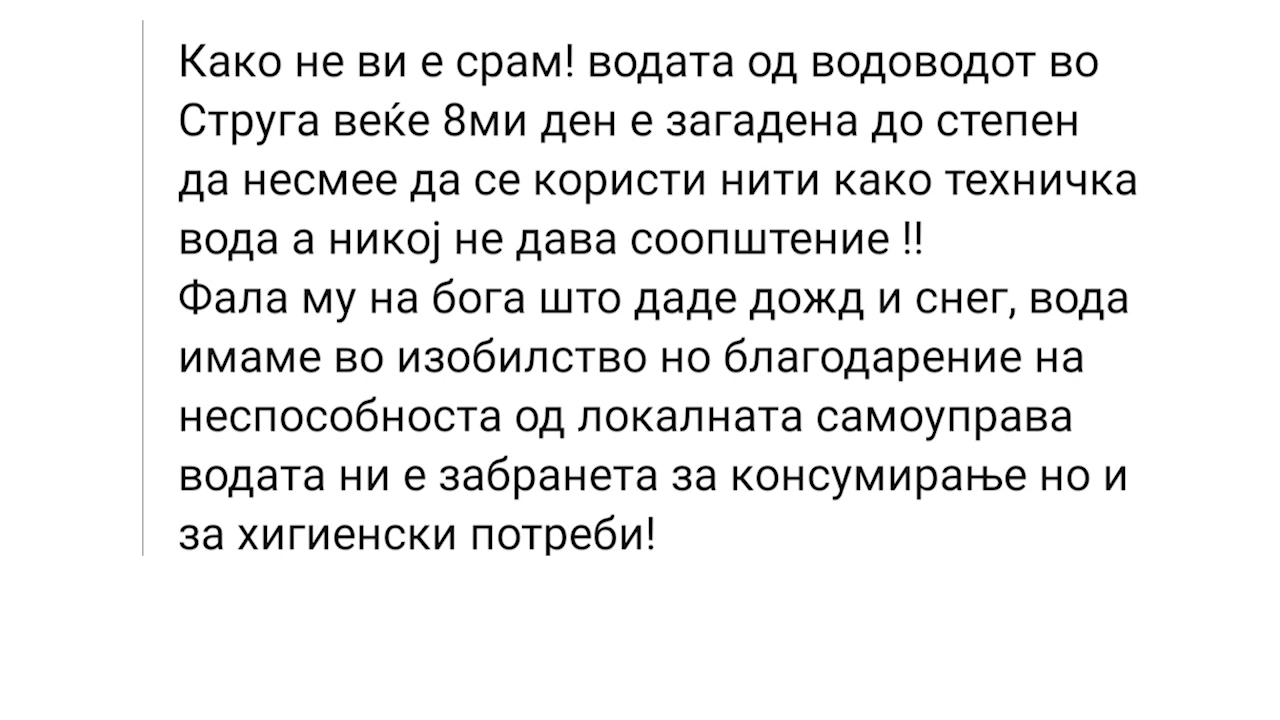 Како не ви е срам! водата од водоводот во
Струга веќе 8ми ден е загадена до степен
да несмее да се користи нити како техничка
вода а никој не дава соопштение !!
Фала му на бога што даде дожд и снег, вода
имаме во изобилство но благодарение на
неспособноста од локалната самоуправа
водата ни е забранета за консумирање но и
за хигиенски потреби!